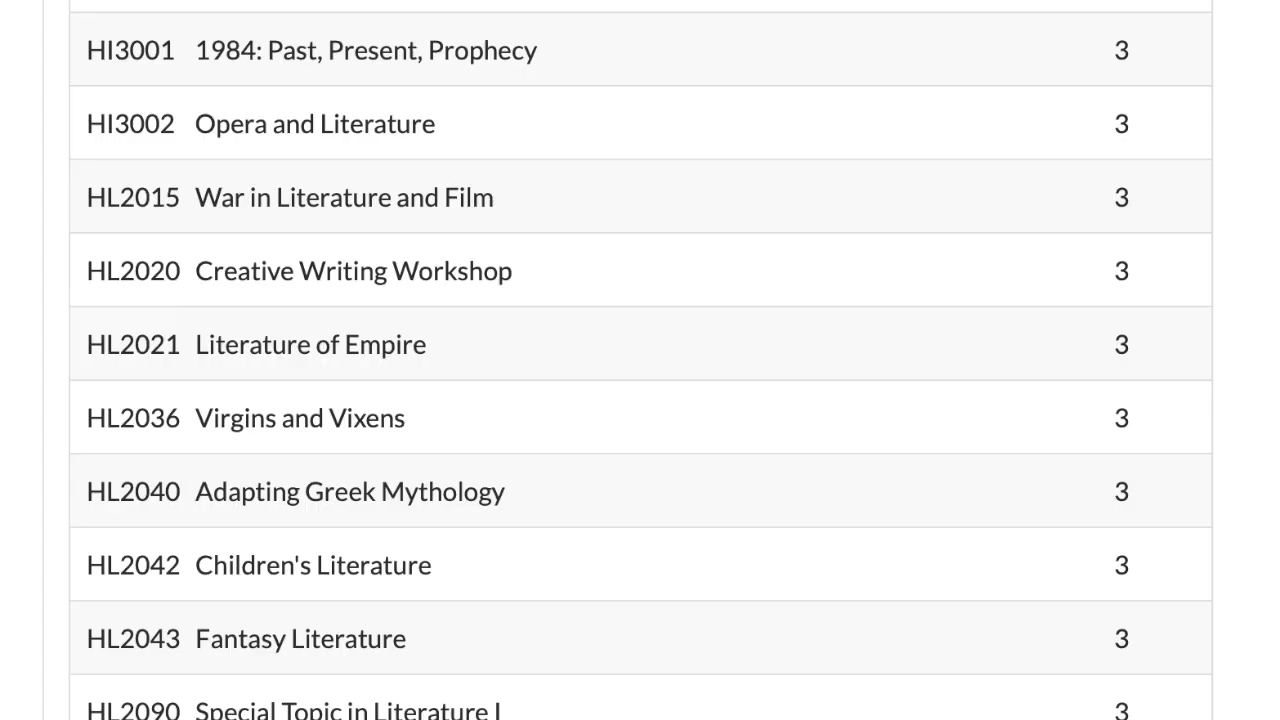 HI3001 1984: Past, Present, Prophecy 3
HI3002 Opera and Literature 3
HL2015 War in Literature and Film 3
HL2020 Creative Writing Workshop 3
HL2021 Literature of Empire 3
HL2036 Virgins and Vixens 3
HL2040 Adapting Greek Mythology 3
HL2042 Children's Literature 3
HL2043 Fantasy Literature 3
HL2090 Special Topic in Literature I 3